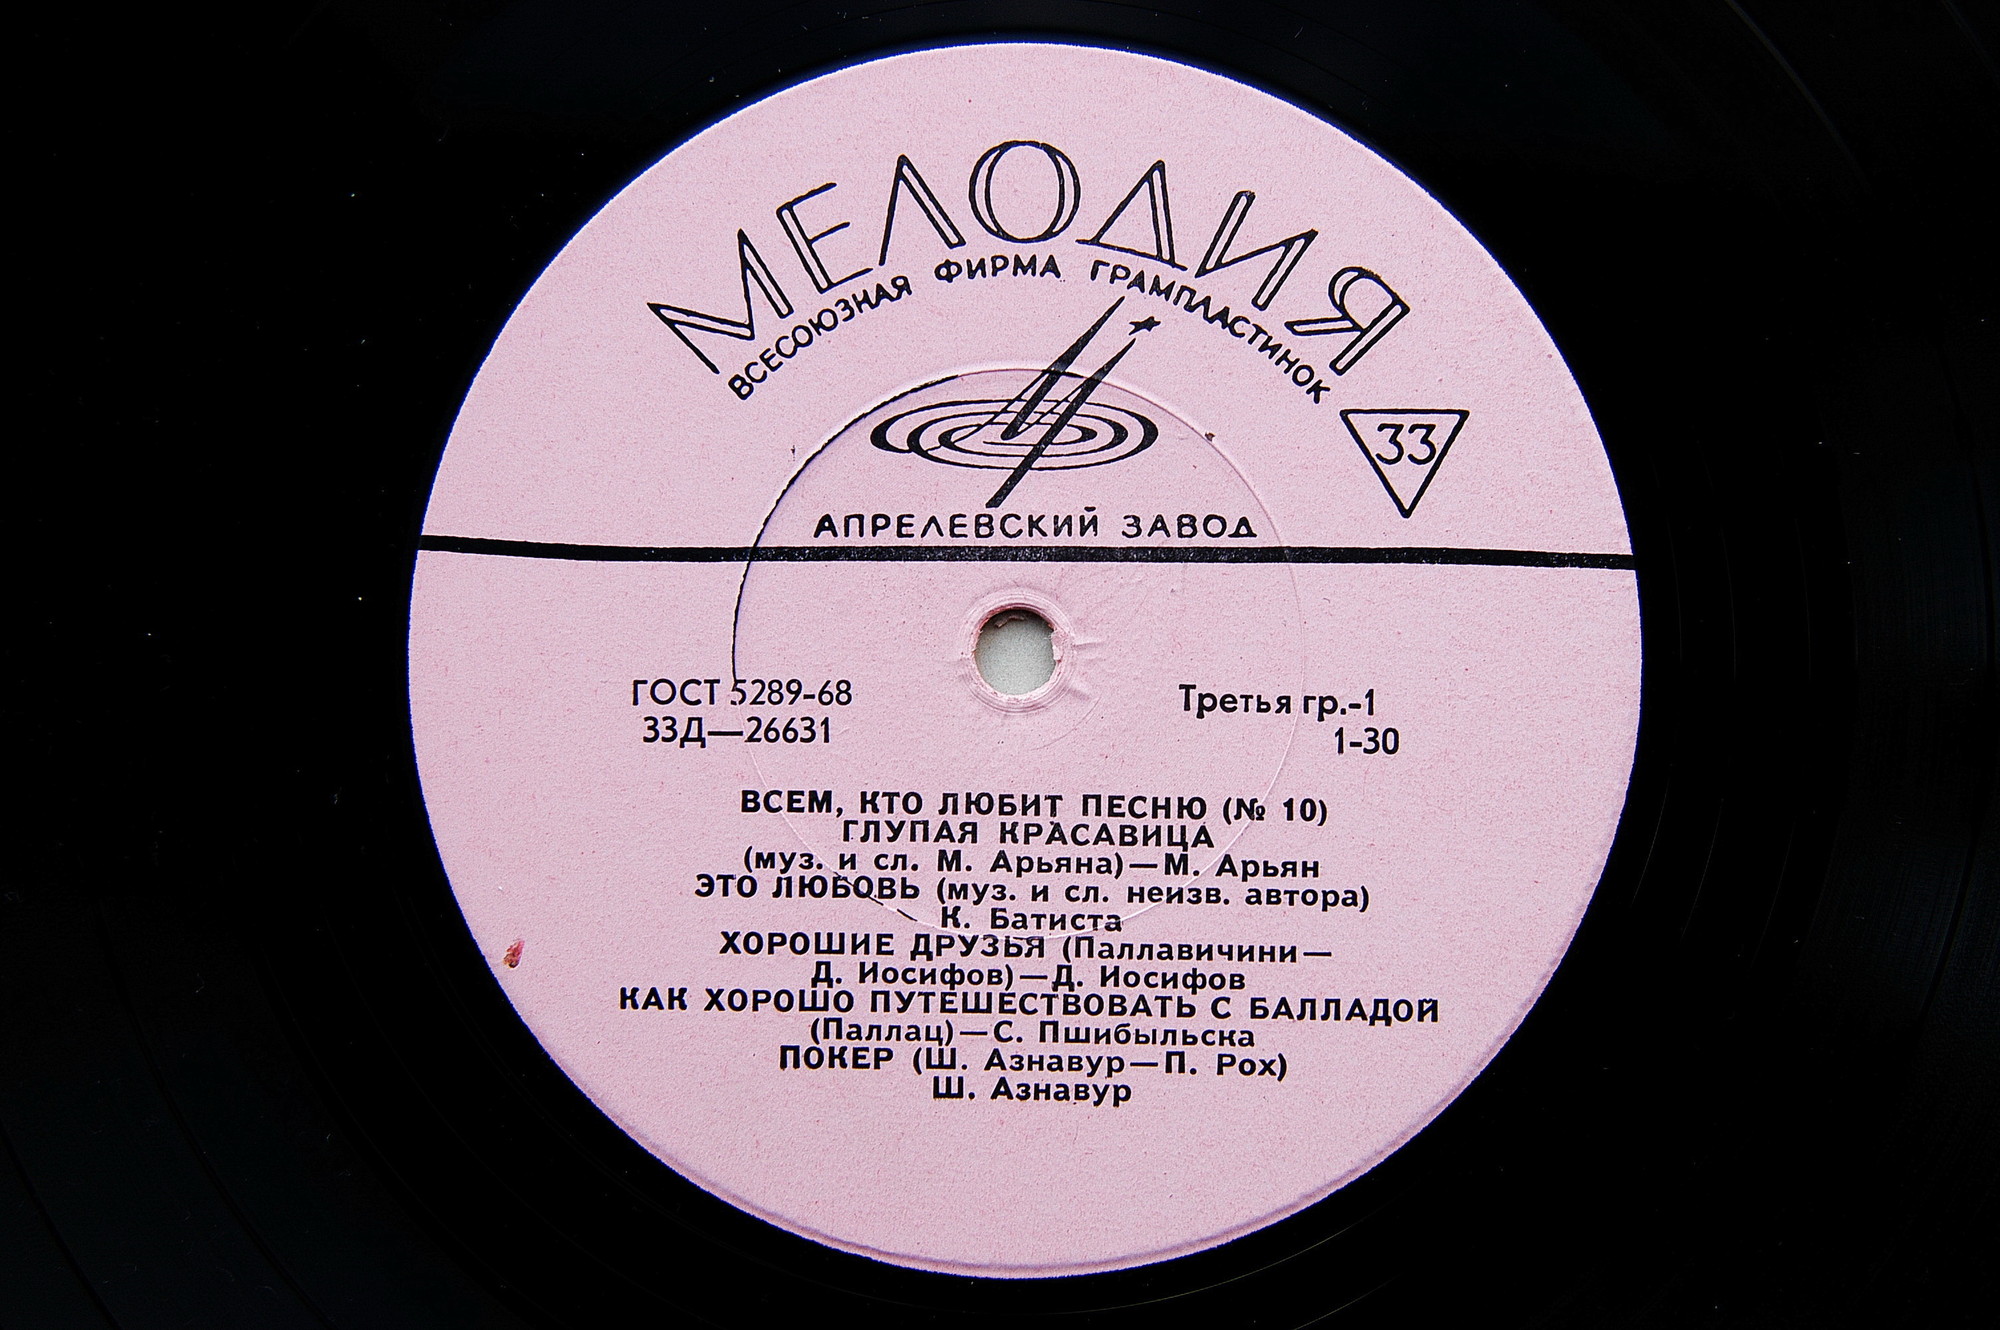 МЕЛОДИЯ
ВСЕСОЮЗНАЯ ФИРМА ГРАМПЛАСТИНОК
33
АПРЕЛЕВСКИЙ ЗАВОД
ГОСТ 5289-68
Третья гр.-1
33Д—26631
1-30
ВСЕМ, КТО ЛЮБИТ ПЕСНЮ (№ 10)
ГЛУПАЯ КРАСАВИЦА
(муз. и сл. М. Арьяна)—М. Арьян
ЭТО ЛЮБОВЬ (муз. и сл. неизв. автора)
К. Батиста
ХОРОШИЕ ДРУЗЬЯ (Паллавичини—
Д. Иосифов)—Д. Иосифов
КАК ХОРОШО ПУТЕШЕСТВОВАТЬ С БАЛЛАДОЙ
(Паллац)—С. Пшибыльска
ПОКЕР (Ш. Азнавур—П. Рох)
Ш. Азнавур